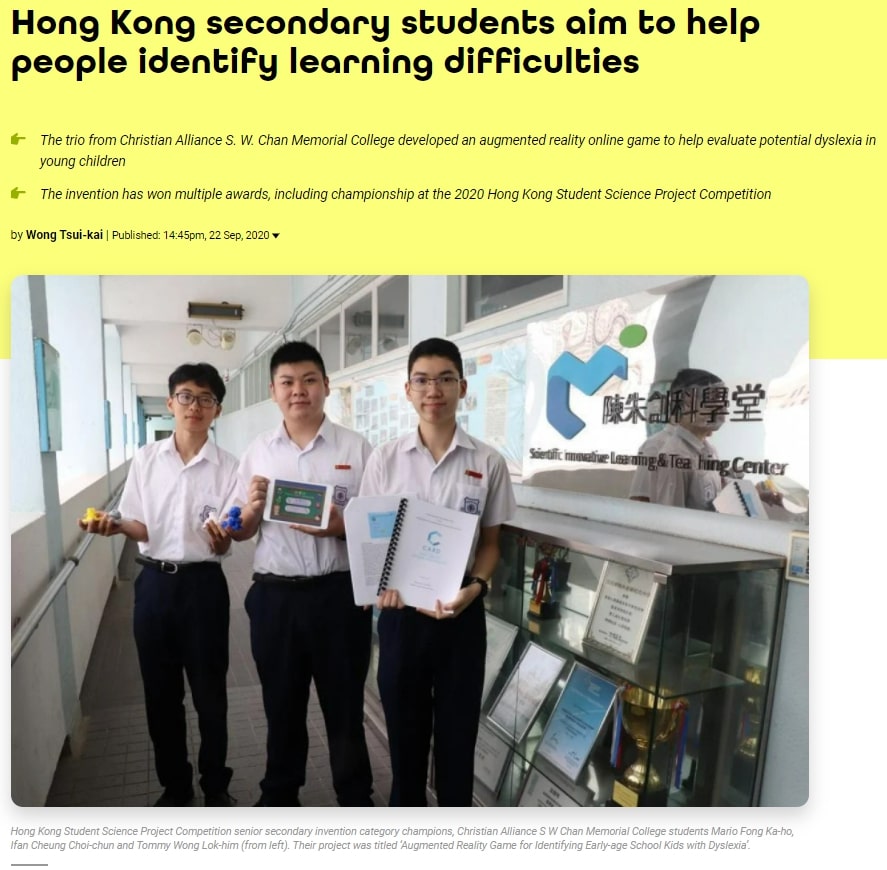 Hong Kong secondary students aim to help
people identify learning difficulties
The trio from Christian Alliance S. W. Chan Memorial College developed an augmented reality online game to help evaluate potential dyslexia in
young children
The invention has won multiple awards, including championship at the 2020 Hong Kong Student Science Project Competition
by Wong Tsui-kai | Published: 14:45pm, 22 Sep, 2020
陳朱 科學堂
Scientific Innovative Learning & Tea hing Center
Hong Kong Student Science Project Competition senior secondary invention category champions, Christian Alliance S W Chan Memorial College students Mario Fong Ka-ho,
Ifan Cheung Choi-chun and Tommy Wong Lok-him (from left). Their project was titled ‘Augmented Reality Game for Identifying Early-age School Kids with Dyslexia’.